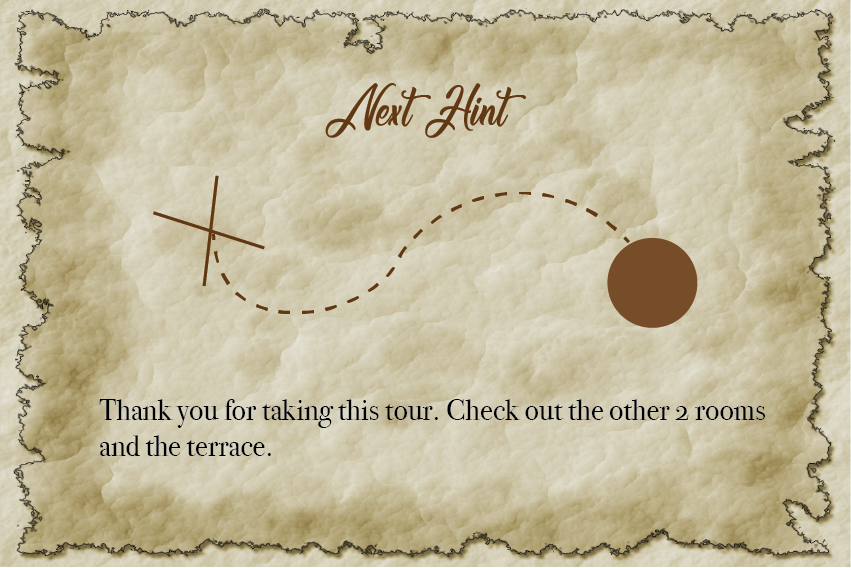 Next Hint
Thank you for taking this tour. Check out the other 2 rooms
and the terrace.